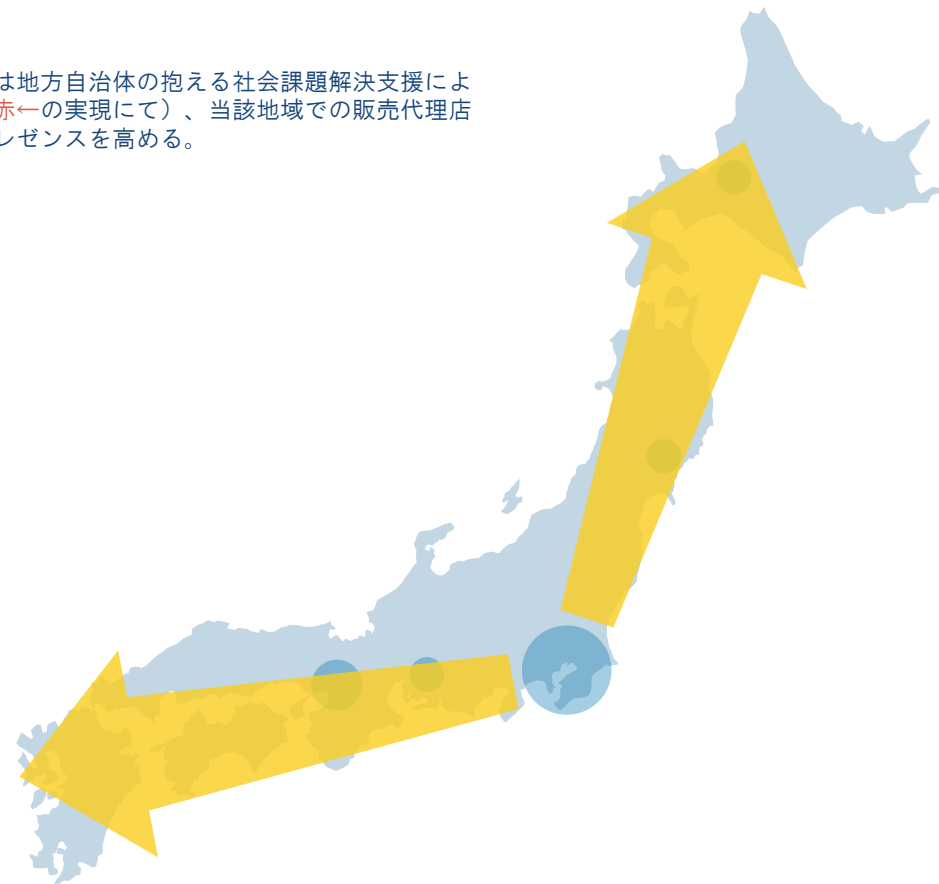 は地方自治体の抱える社会課題解決支援によ
赤←の実現にて）、当該地域での販売代理店
レゼンスを高める。